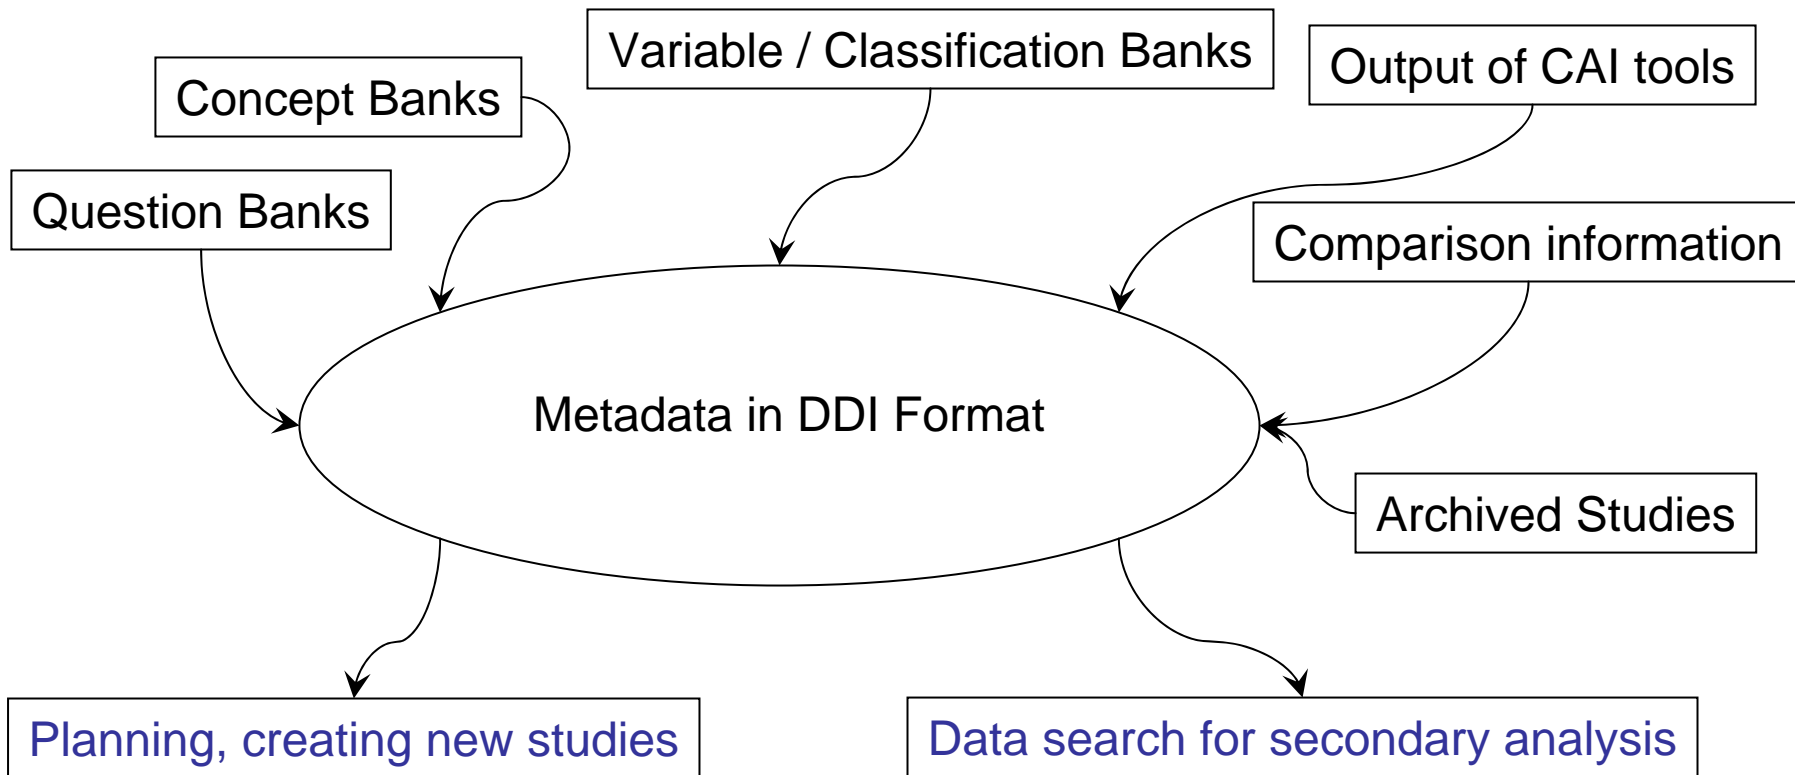 Variable / Classification Banks
Output of CAI tools
Concept Banks
Question Banks
Comparison information
Metadata in DDI Format
Archived Studies
Planning, creating new studies
Data search for secondary analysis